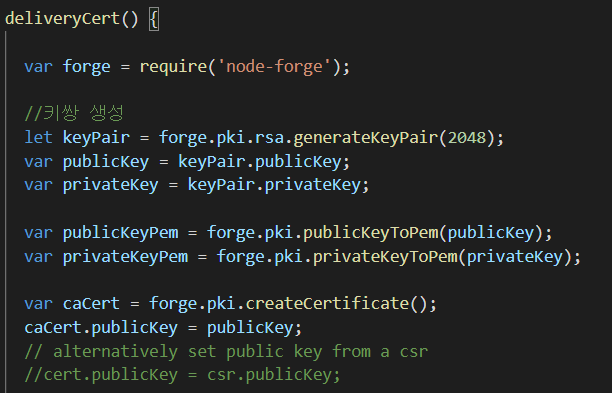 deliveryCert() {
var forge = require('node-forge');
//키쌍 생성
let keyPair = forge.pki.rsa.generateKeyPair(2048);
var publicKey = keyPair.publicKey;
var privateKey = keyPair.privateKey;
var publicKeyPem = forge.pki.publicKeyToPem(publicKey);
var privateKeyPem = forge.pki.privateKeyToPem(privateKey);
var caCert = forge.pki.createCertificate();
caCert.publicKey = publicKey;
// alternatively set public key from a csr
//cert.publicKey = csr.publicKey;